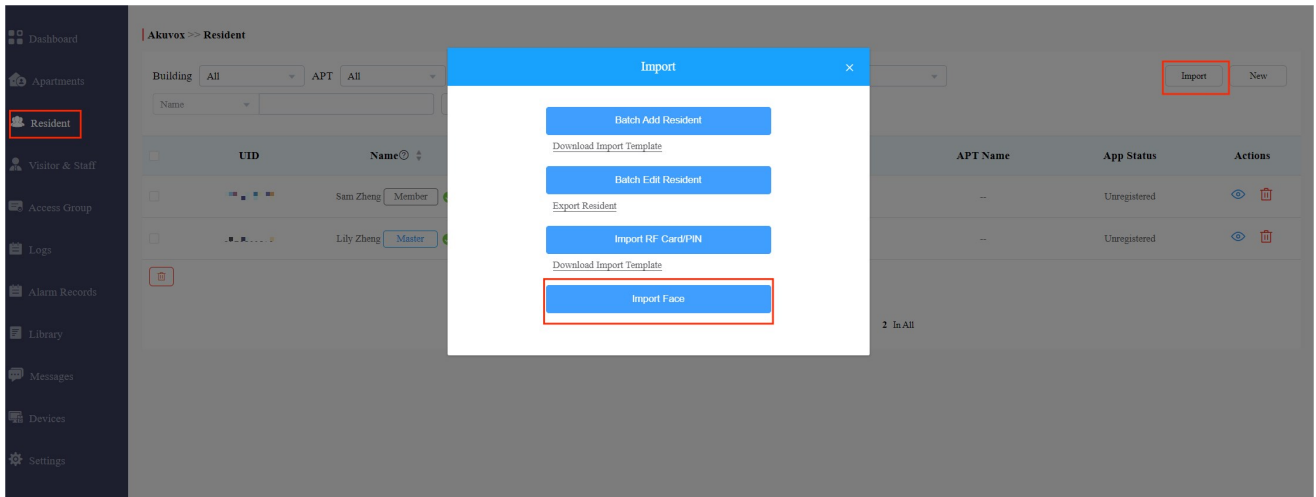 Dashboard
Apartments
Resident
Visitor & Staff
Access Group
Logs
Alarm Records
Library
Messages
Devices
Settings
Akuvox >> Resident
Building All APT All
Import New
Name
UID Name APT Name App Status Actions
Sam Zheng Member -- Unregistered
Lily Zheng Master -- Unregistered
2 In All
Import
Batch Add Resident
Download Import Template
Batch Edit Resident
Export Resident
Import RF Card/PIN
Download Import Template
Import Face